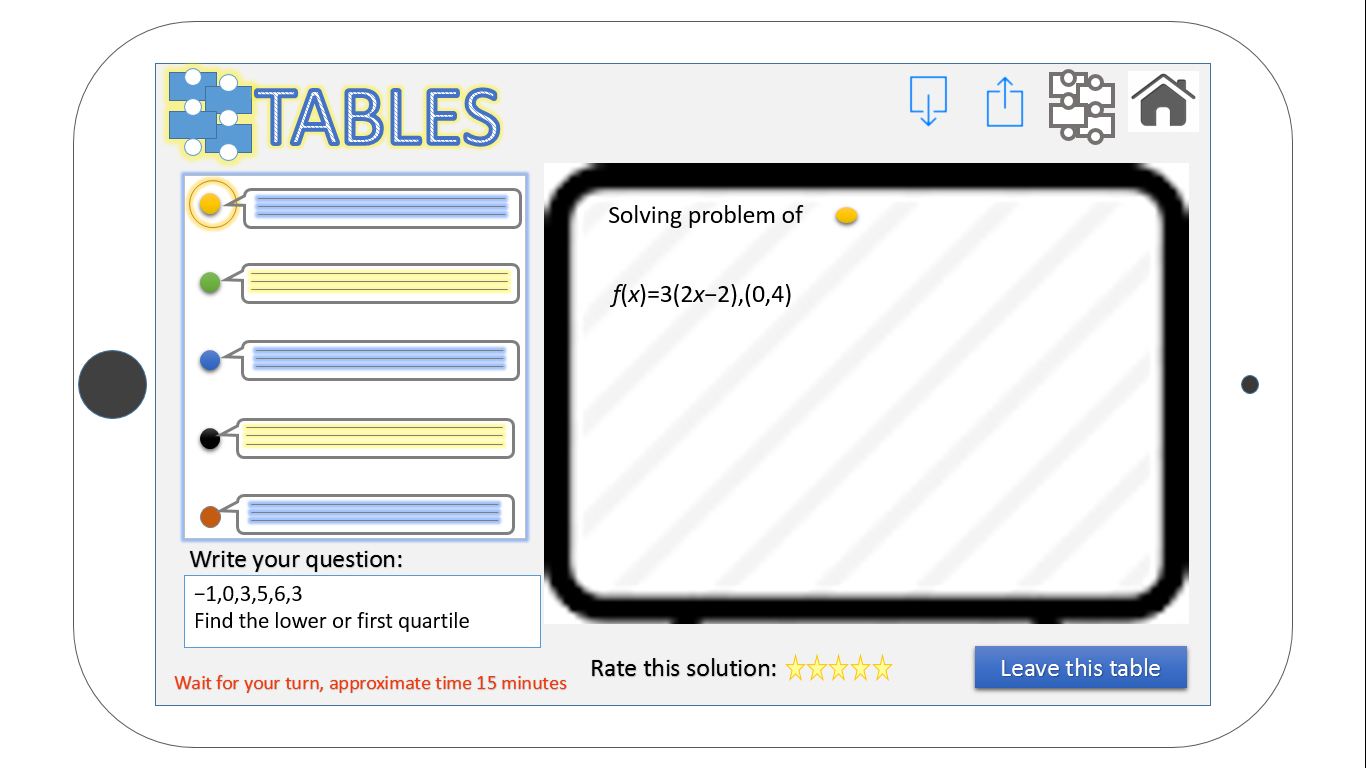 TABLES
Solving problem of
f(x)=3(2x−2),(0,4)
Write your question:
−1,0,3,5,6,3
Find the lower or first quartile
Wait for your turn, approximate time 15 minutes
Rate this solution:
Leave this table